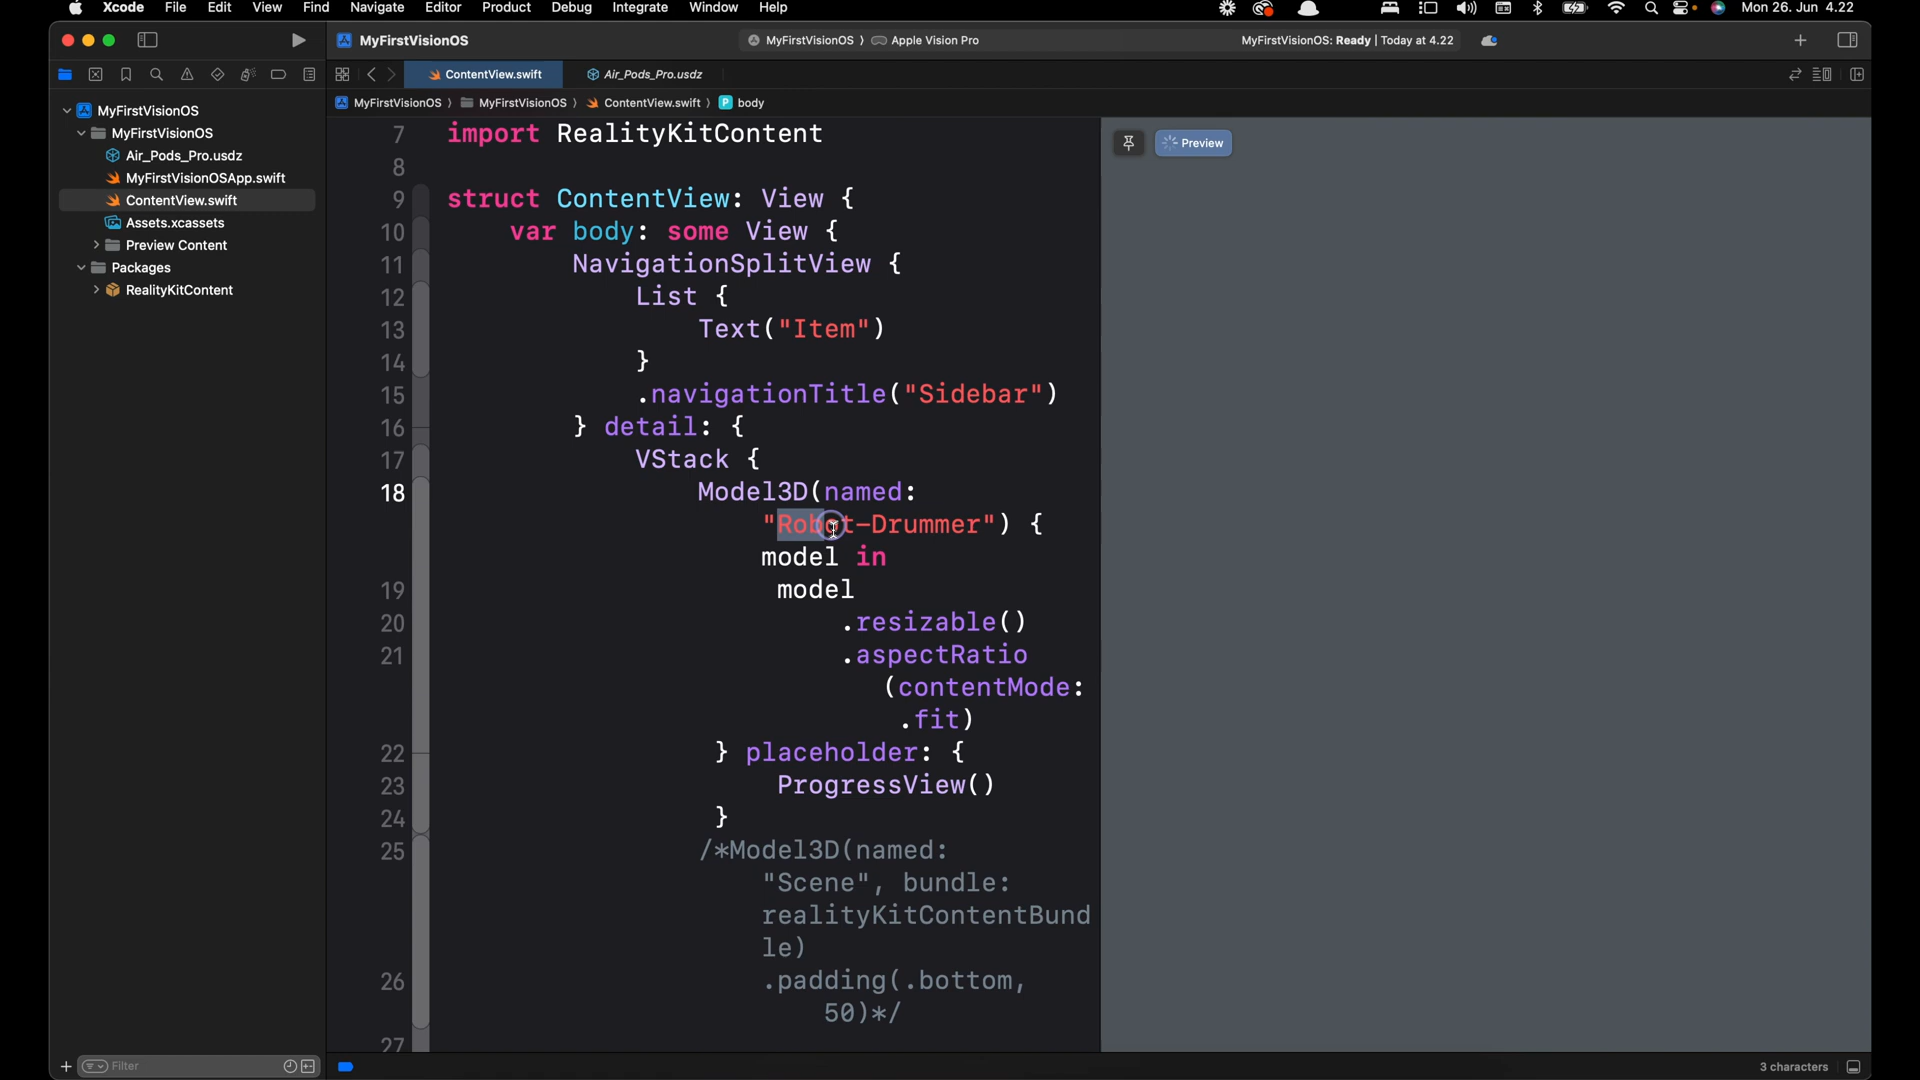 Xcode File Edit View Find Navigate Editor Product Debug Integrate Window Help Mon 26. Jun 4.22
MyFirstVisionOS MyFirstVisionOS 〉 Apple Vision Pro MyFirstVisionOS: Ready | Today at 4.22
ContentView.swift Air_Pods_Pro.usdz
MyFirstVisionOS 〉 MyFirstVisionOS 〉 ContentView.swift 〉 P body
MyFirstVisionOS
MyFirstVisionOS
Air_Pods_Pro.usdz
MyFirstVisionOSApp.swift
ContentView.swift
Assets.xcassets
Preview Content
Packages
RealityKitContent
7 import RealityKitContent
8
9 struct ContentView: View {
10 var body: some View {
11 NavigationSplitView {
12 List {
13 Text("Item")
14 }
15 .navigationTitle("Sidebar")
16 } detail: {
17 VStack {
18 Model3D(named:
"Robot-Drummer") {
model in
19 model
20 .resizable()
21 .aspectRatio
(contentMode:
.fit)
22 } placeholder: {
23 ProgressView()
24 }
25 /*Model3D(named:
"Scene", bundle:
realityKitContentBund
le)
26 .padding(.bottom,
50)*/
27
Preview
Filter
3 characters